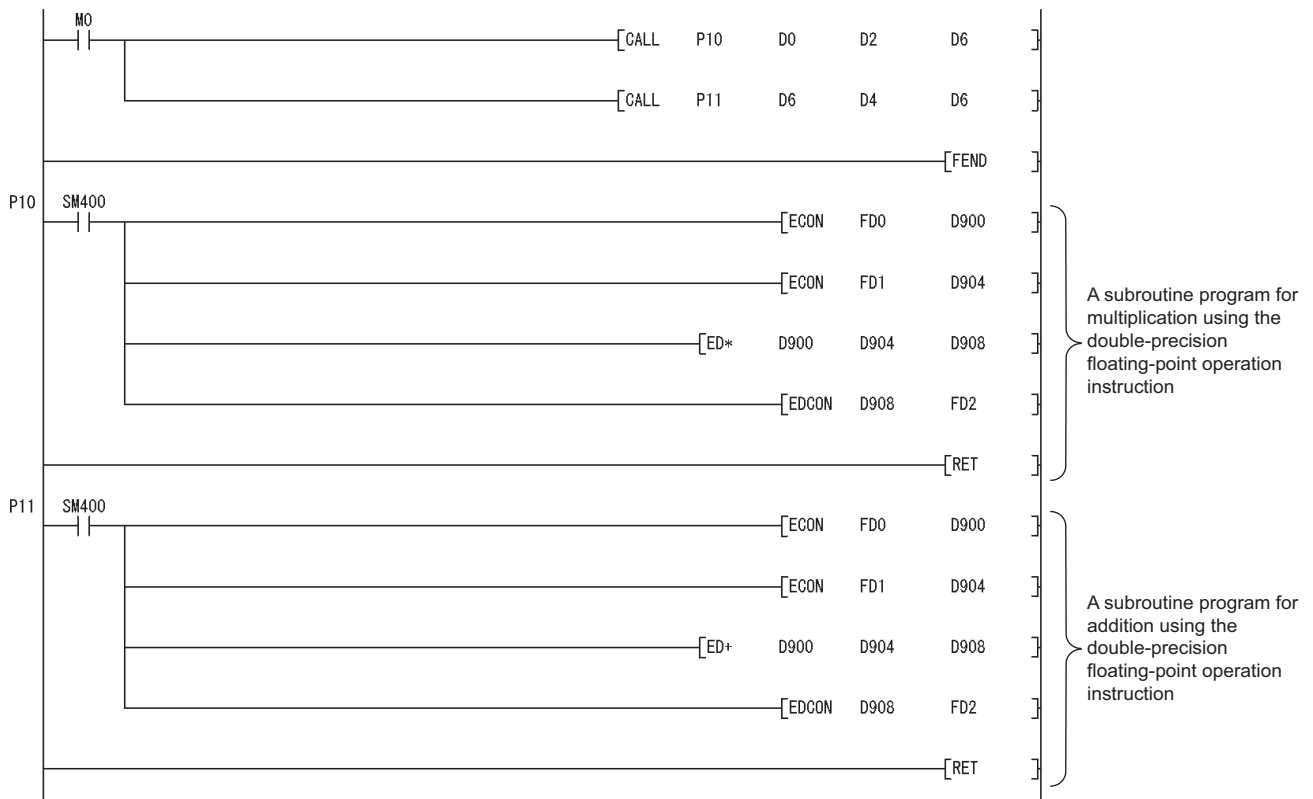 M0
[CALL P10 D0 D2 D6 ]
[CALL P11 D6 D4 D6 ]
[FEND ]
P10 SM400
[ECON FD0 D900 ]
[ECON FD1 D904 ]
[ED* D900 D904 D908 ]
[EDCON D908 FD2 ]
[RET ]
A subroutine program for
multiplication using the
double-precision
floating-point operation
instruction
P11 SM400
[ECON FD0 D900 ]
[ECON FD1 D904 ]
[ED+ D900 D904 D908 ]
[EDCON D908 FD2 ]
[RET ]
A subroutine program for
addition using the
double-precision
floating-point operation
instruction